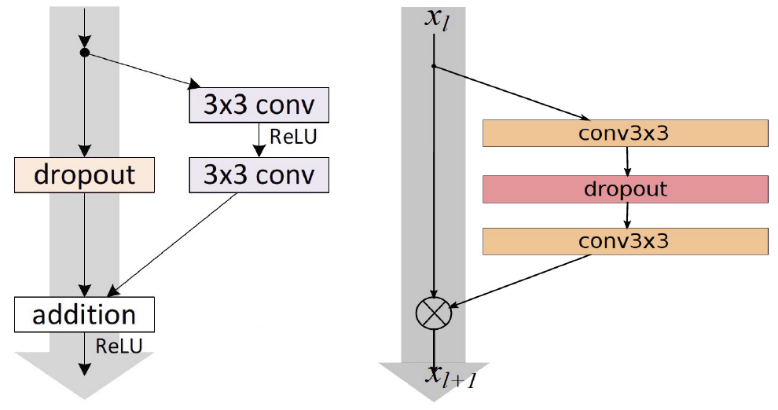 3x3 conv
ReLU
dropout
3x3 conv
addition
ReLU
x_l
conv3x3
dropout
conv3x3
x_{l+1}